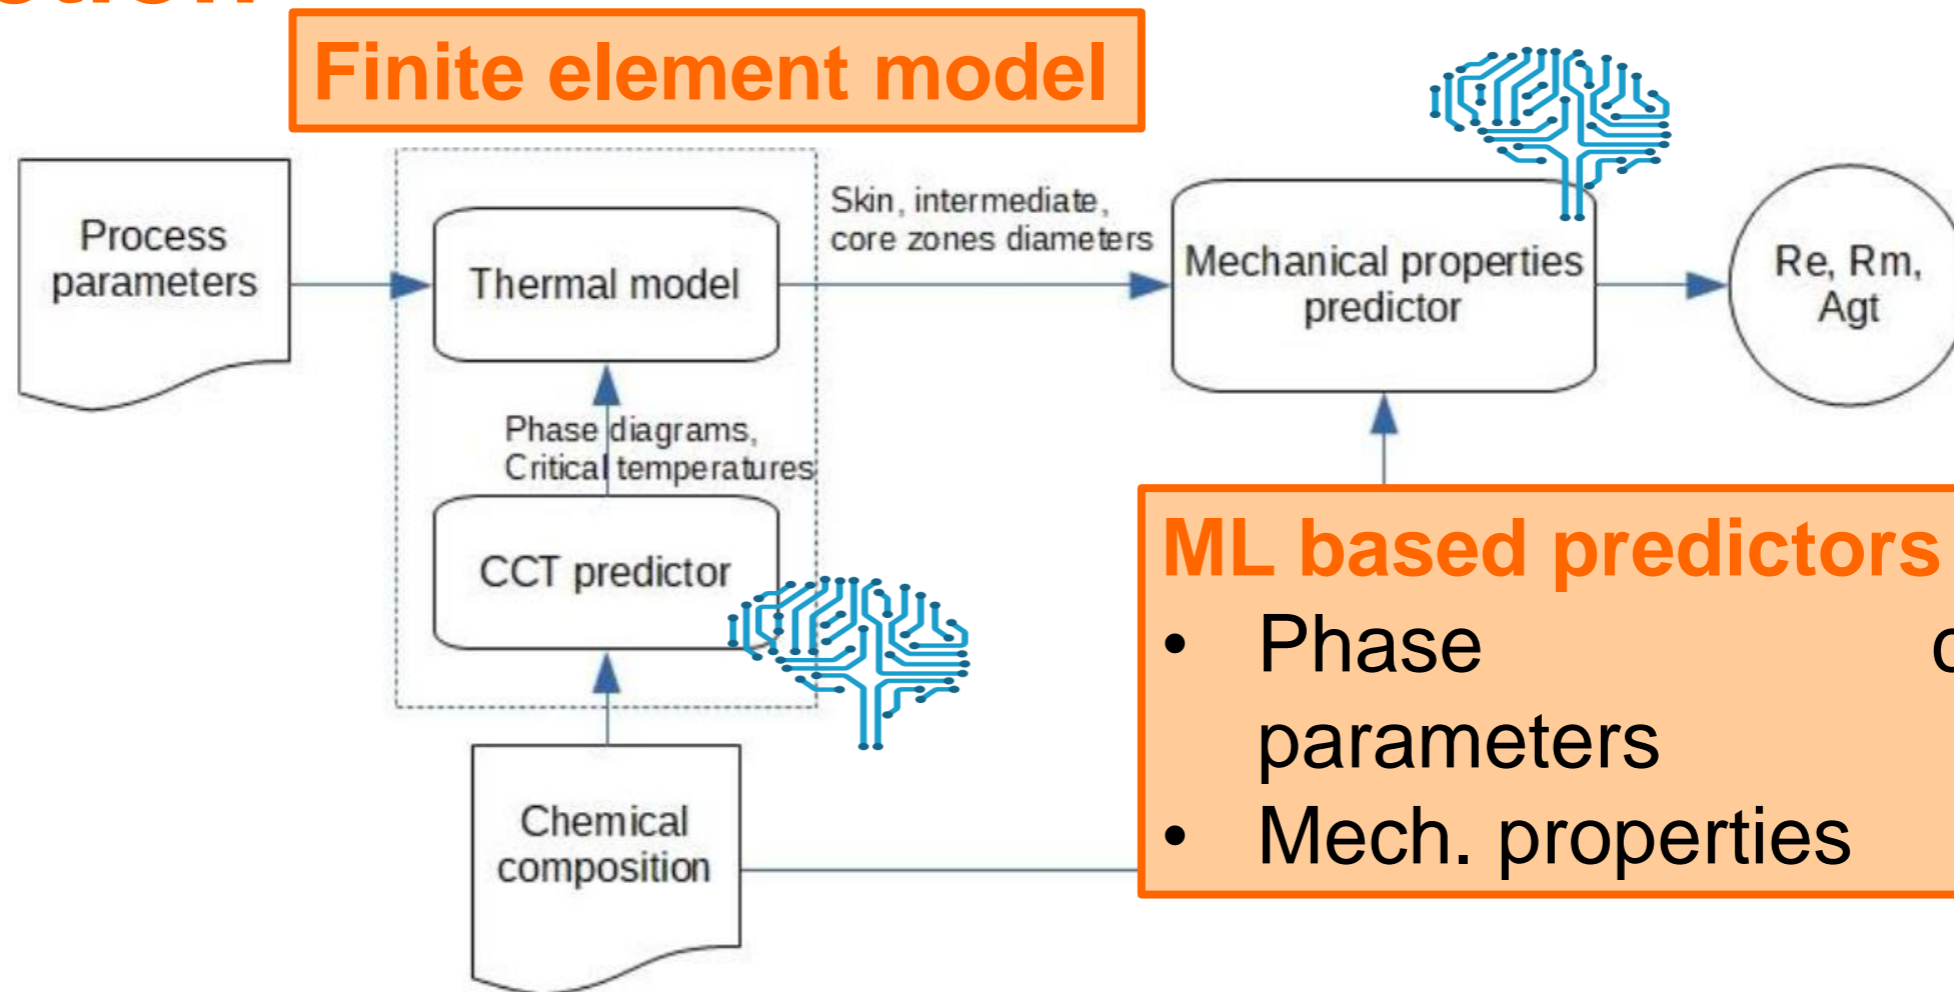 Finite element model
Process
parameters
Thermal model
Skin, intermediate,
core zones diameters
Mechanical properties
predictor
Re, Rm,
Agt
Phase diagrams,
Critical temperatures
CCT predictor
Chemical
composition
ML based predictors
• Phase
parameters
• Mech. properties